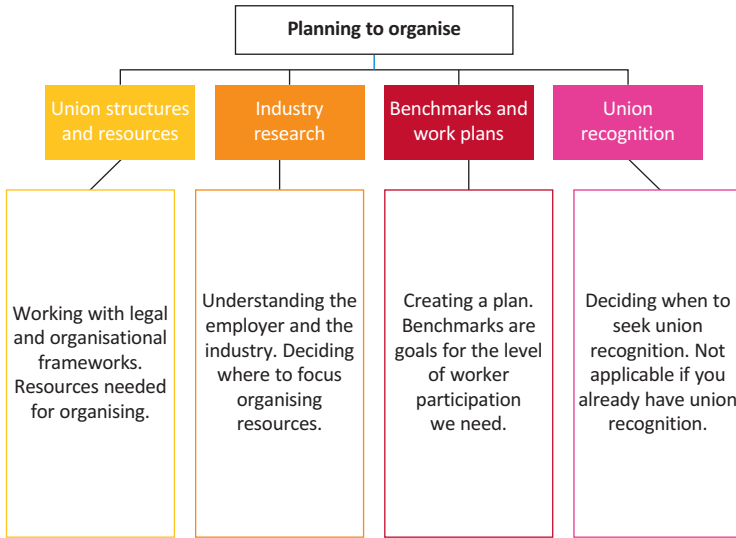 Planning to organise
Union structures
and resources
Industry
research
Benchmarks and
work plans
Union
recognition
Working with legal
and organisational
frameworks.
Resources needed
for organising.
Understanding the
employer and the
industry. Deciding
where to focus
organising
resources.
Creating a plan.
Benchmarks are
goals for the level
of worker
participation
we need.
Deciding when to
seek union
recognition. Not
applicable if you
already have union
recognition.